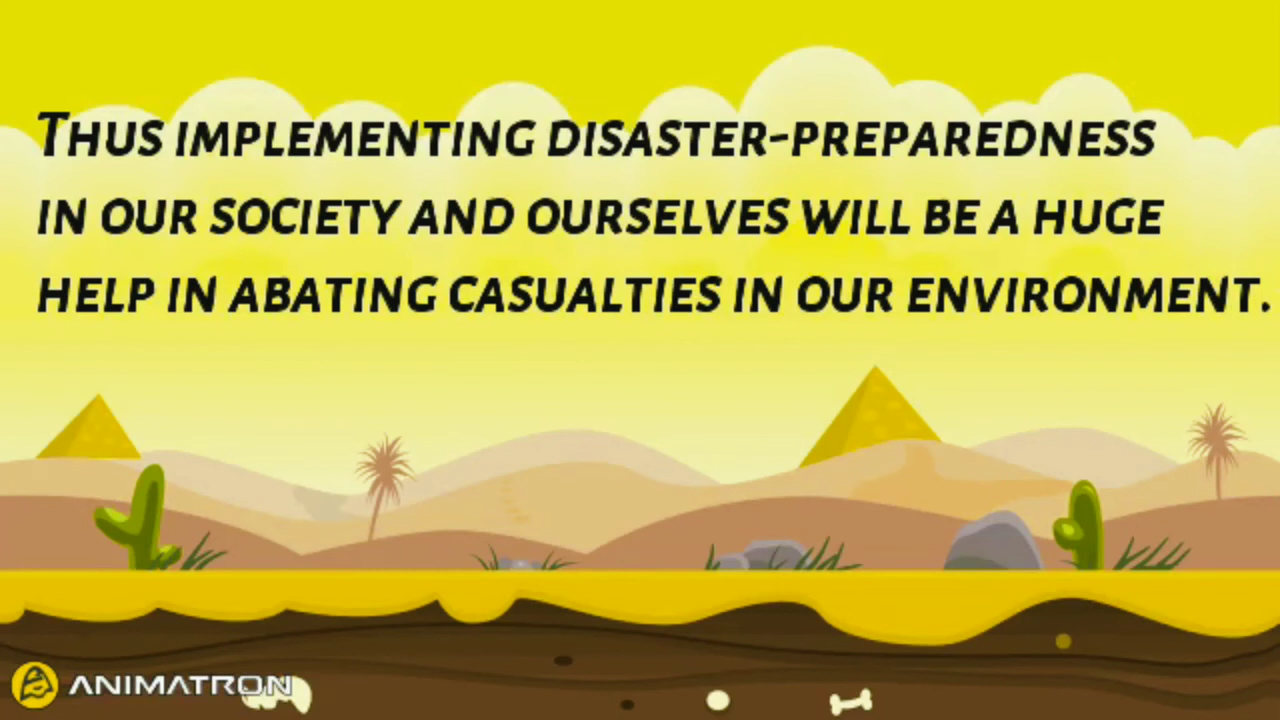 Thus implementing disaster-preparedness
in our society and ourselves will be a huge
help in abating casualties in our environment.
ANIMATRON